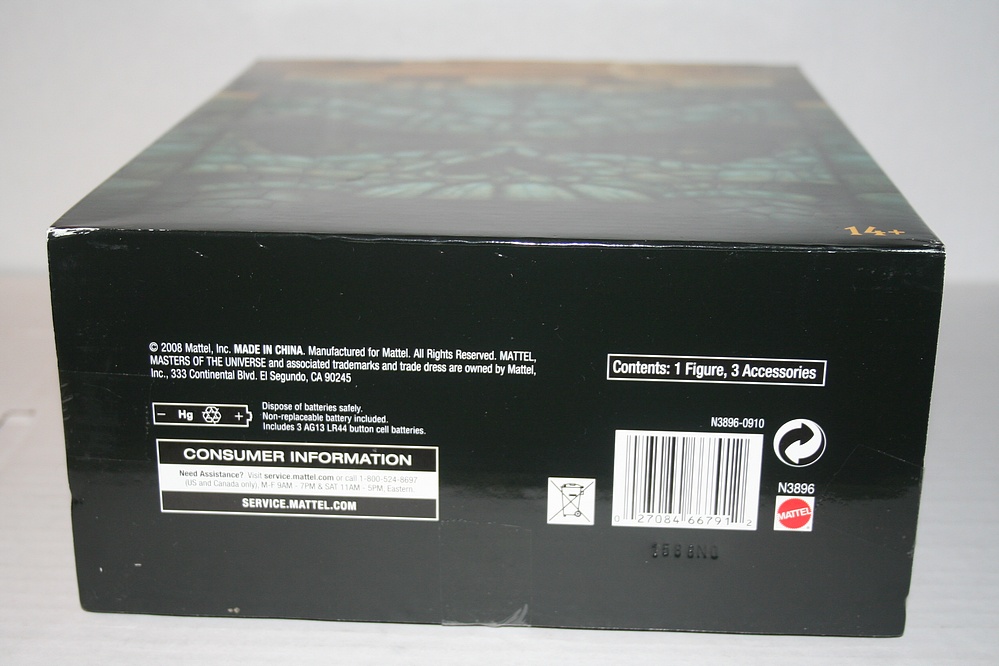 14+
© 2008 Mattel, Inc. MADE IN CHINA. Manufactured for Mattel. All Rights Reserved. MATTEL,
MASTERS OF THE UNIVERSE and associated trademarks and trade dress are owned by Mattel,
Inc., 333 Continental Blvd. El Segundo, CA 90245
Contents: 1 Figure, 3 Accessories
− Hg +
Dispose of batteries safely.
Non-replaceable battery included.
Includes 3 AG13 LR44 button cell batteries.
CONSUMER INFORMATION
Need Assistance? Visit service.mattel.com or call 1-800-524-8697
(US and Canada only), M-F 9AM - 7PM & SAT 11AM - 5PM, Eastern.
SERVICE.MATTEL.COM
N3896-0910
0 27084 66791 2
N3896
MATTEL